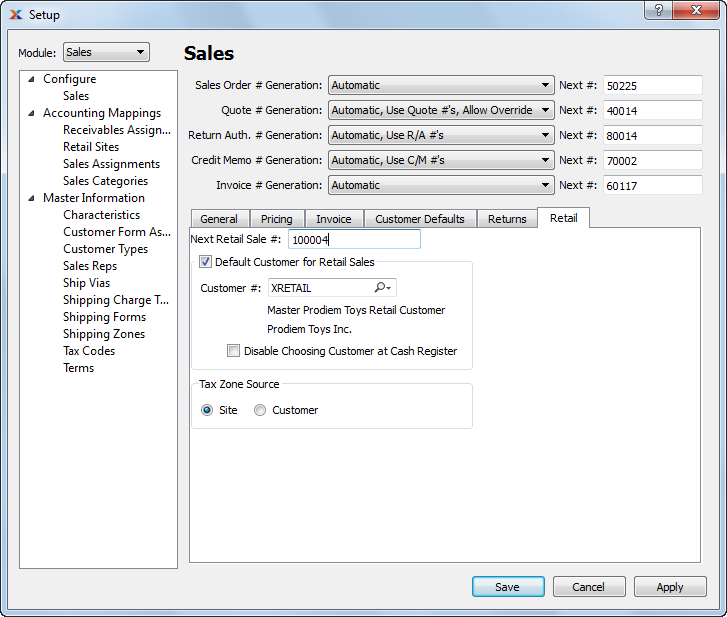 Setup
Module: Sales
Configure
Sales
Accounting Mappings
Receivables Assign...
Retail Sites
Sales Assignments
Sales Categories
Master Information
Characteristics
Customer Form As...
Customer Types
Sales Reps
Ship Vias
Shipping Charge T...
Shipping Forms
Shipping Zones
Tax Codes
Terms
Sales
Sales Order # Generation: Automatic Next #: 50225
Quote # Generation: Automatic, Use Quote #'s, Allow Override Next #: 40014
Return Auth. # Generation: Automatic, Use R/A #'s Next #: 80014
Credit Memo # Generation: Automatic, Use C/M #'s Next #: 70002
Invoice # Generation: Automatic Next #: 60117
General Pricing Invoice Customer Defaults Returns Retail
Next Retail Sale #: 100004
Default Customer for Retail Sales
Customer #: XRETAIL
Master Prodiem Toys Retail Customer
Prodiem Toys Inc.
Disable Choosing Customer at Cash Register
Tax Zone Source
Site Customer
Save Cancel Apply